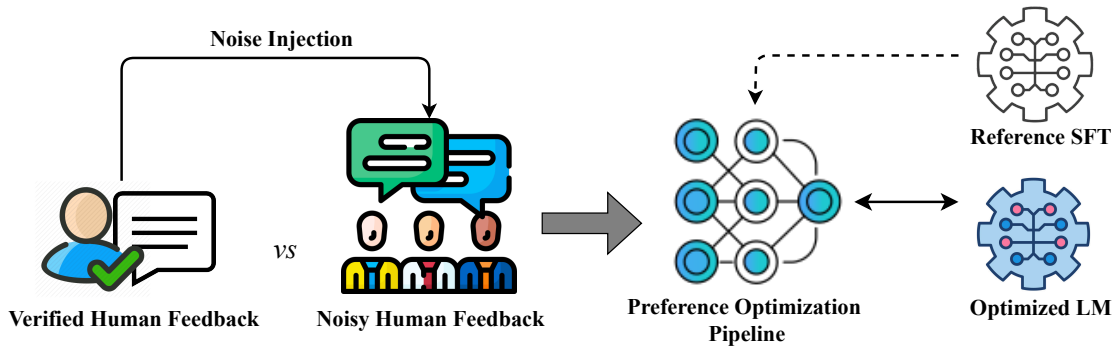 Noise Injection
Reference SFT
vs
Verified Human Feedback
Noisy Human Feedback
Preference Optimization
Pipeline
Optimized LM